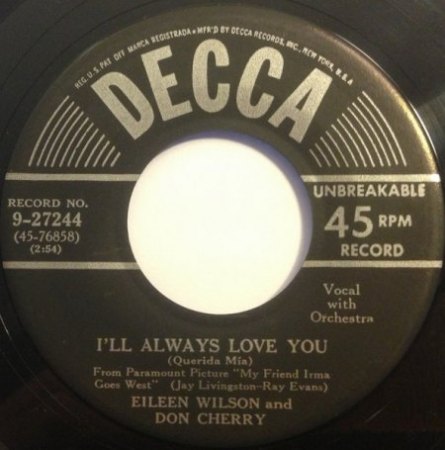 REG. U.S. PAT. OFF. MARCA REGISTRADA • MF'R'D BY DECCA RECORDS, INC., NEW YORK, U.S.A.
DECCA
RECORD NO.
9-27244
(45-76858)
(2:54)
UNBREAKABLE
45 RPM
RECORD
Vocal
with
Orchestra
I'LL ALWAYS LOVE YOU
(Querida Mía)
From Paramount Picture "My Friend Irma
Goes West" (Jay Livingston-Ray Evans)
EILEEN WILSON and
DON CHERRY